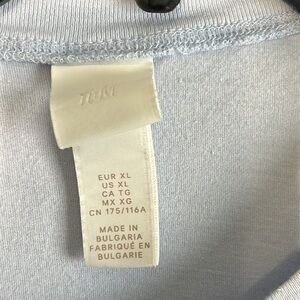 EUR XL
US XL
CA TG
MX XG
CN 175/116A
MADE IN
BULGARIA
FABRIQUÉ EN
BULGARIE